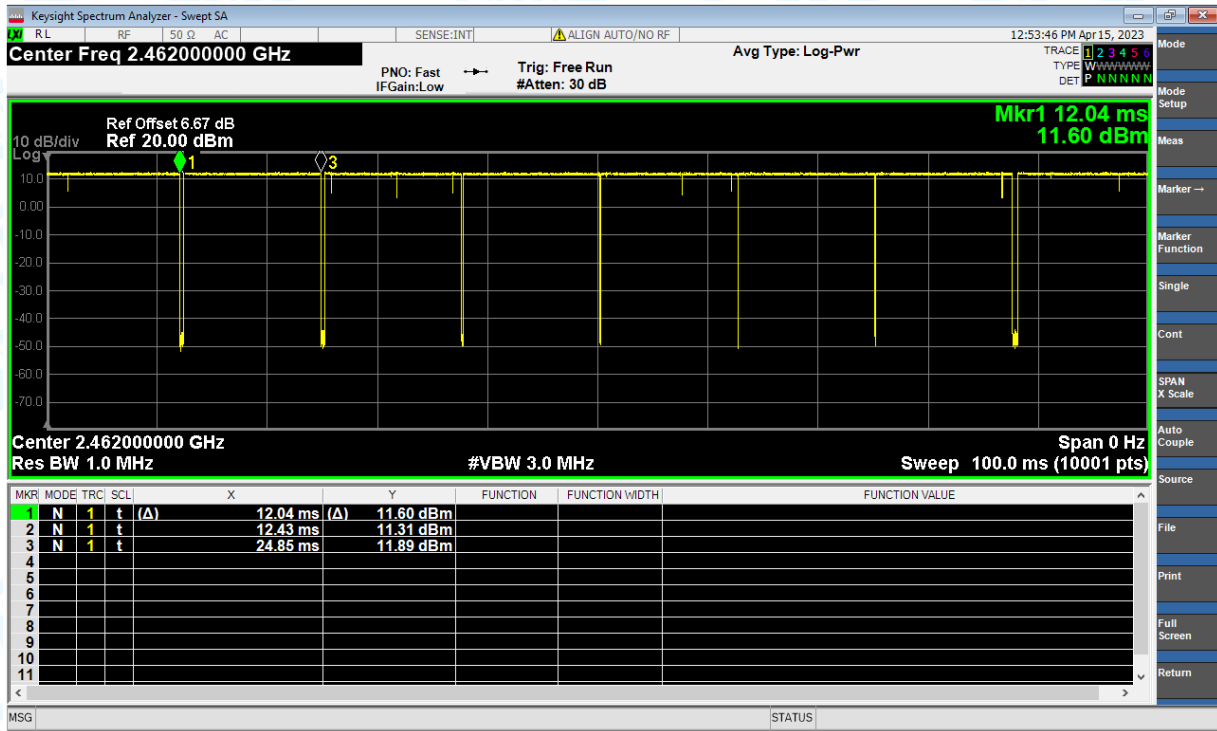 Keysight Spectrum Analyzer - Swept SA
LXI RL RF 50 Ω AC SENSE:INT ALIGN AUTO/NO RF 12:53:46 PM Apr 15, 2023
Center Freq 2.462000000 GHz
PNO: Fast
IFGain:Low
Trig: Free Run
#Atten: 30 dB
Avg Type: Log-Pwr
TRACE 1 2 3 4 5 6
TYPE WWWWWW
DET P N N N N N
Mkr1 12.04 ms
11.60 dBm
Ref Offset 6.67 dB
10 dB/div Ref 20.00 dBm
Log
1
3
10.0
0.00
-10.0
-20.0
-30.0
-40.0
-50.0
-60.0
-70.0
Center 2.462000000 GHz Span 0 Hz
Res BW 1.0 MHz #VBW 3.0 MHz Sweep 100.0 ms (10001 pts)
MKR MODE TRC SCL X Y FUNCTION FUNCTION WIDTH FUNCTION VALUE
1 N 1 t (Δ) 12.04 ms (Δ) 11.60 dBm
2 N 1 t 12.43 ms 11.31 dBm
3 N 1 t 24.85 ms 11.89 dBm
4
5
6
7
8
9
10
11
MSG STATUS
Mode
Mode
Setup
Meas
Marker →
Marker
Function
Single
Cont
SPAN
X Scale
Auto
Couple
Source
File
Print
Full
Screen
Return